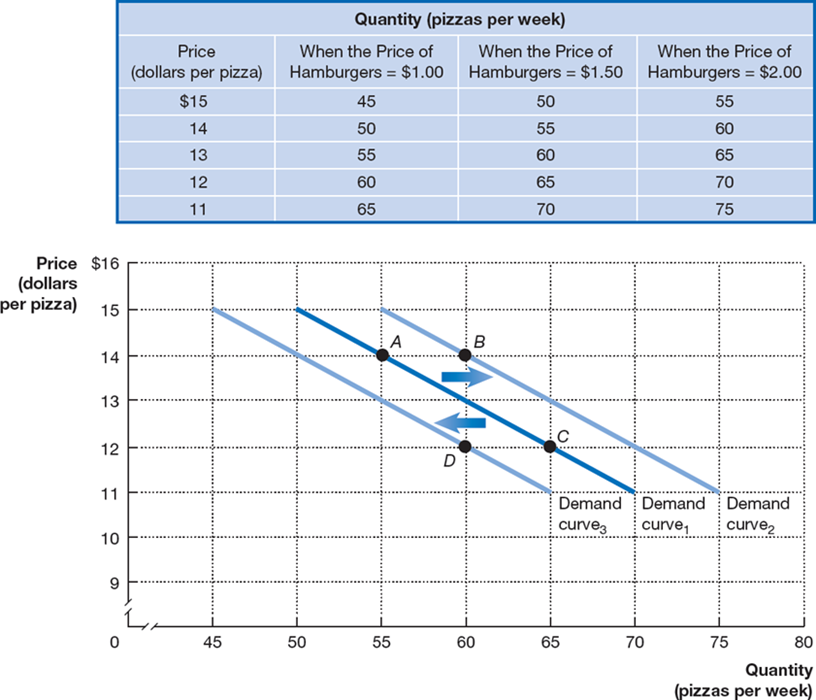 Quantity (pizzas per week)
Price
(dollars per pizza)
When the Price of
Hamburgers = $1.00
When the Price of
Hamburgers = $1.50
When the Price of
Hamburgers = $2.00
$15 45 50 55
14 50 55 60
13 55 60 65
12 60 65 70
11 65 70 75
Price
(dollars
per pizza)
$16
15
14
13
12
11
10
9
0
A
B
C
D
Demand
curve3
Demand
curve1
Demand
curve2
45 50 55 60 65 70 75 80
Quantity
(pizzas per week)